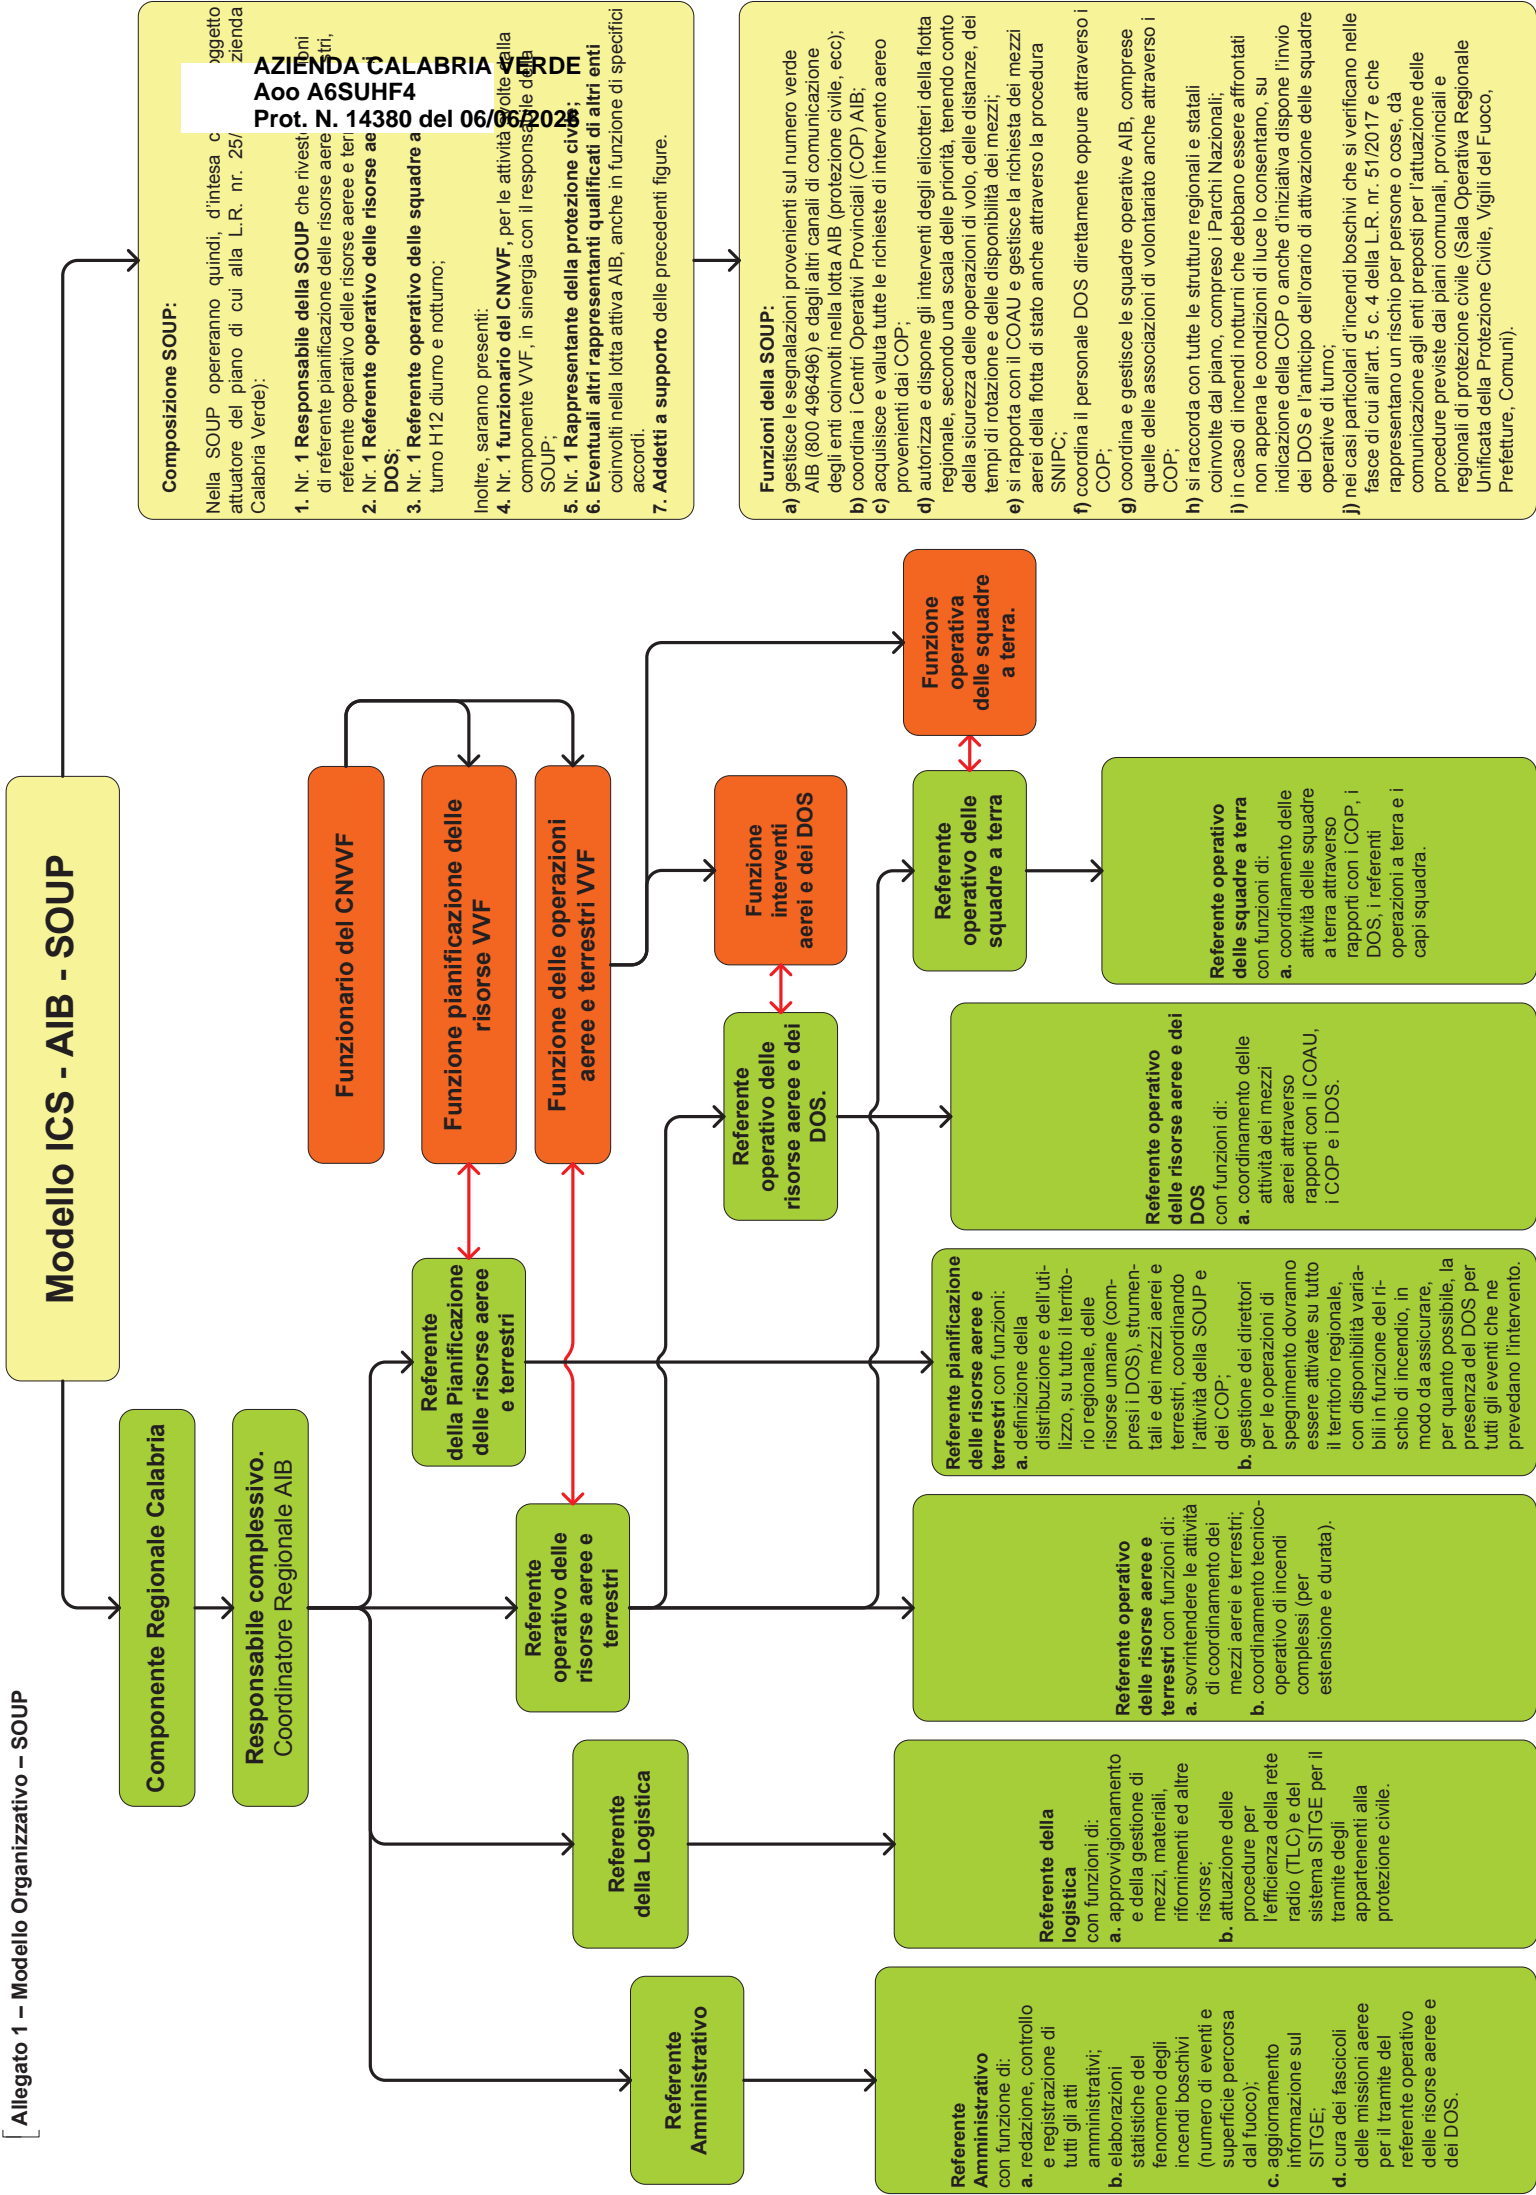 Allegato 1 – Modello Organizzativo – SOUP
Modello ICS - AIB - SOUP
Componente Regionale Calabria
Responsabile complessivo.
Coordinatore Regionale AIB
Funzionario del CNVVF
Funzione pianificazione delle
risorse VVF
Funzione delle operazioni
aeree e terrestri VVF
Referente
della Pianificazione
delle risorse aeree
e terrestri
Referente
operativo delle
risorse aeree e
terrestri
Referente
della Logistica
Referente
Amministrativo
Referente
operativo delle
risorse aeree e dei
DOS.
Funzione
interventi
aerei e dei DOS
Referente
operativo delle
squadre a terra
Funzione
operativa
delle squadre
a terra.
Referente
Amministrativo
con funzione di:
a. redazione, controllo
e registrazione di
tutti gli atti
amministrativi;
b. elaborazioni
statistiche del
fenomeno degli
incendi boschivi
(numero di eventi e
superficie percorsa
dal fuoco);
c. aggiornamento
informazione sul
SITGE;
d. cura dei fascicoli
delle missioni aeree
per il tramite del
referente operativo
delle risorse aeree e
dei DOS.
Referente della
logistica
con funzioni di:
a. approvvigionamento
e della gestione di
mezzi, materiali,
rifornimenti ed altre
risorse;
b. attuazione delle
procedure per
l'efficienza della rete
radio (TLC) e del
sistema SITGE per il
tramite degli
appartenenti alla
protezione civile.
Referente operativo
delle risorse aeree e
terrestri con funzioni di:
a. sovrintendere le attività
di coordinamento dei
mezzi aerei e terrestri;
b. coordinamento tecnico-
operativo di incendi
complessi (per
estensione e durata).
Referente pianificazione
delle risorse aeree e
terrestri con funzioni:
a. definizione della
distribuzione e dell'uti-
lizzo, su tutto il territo-
rio regionale, delle
risorse umane (com-
presi i DOS), strumen-
tali e dei mezzi aerei e
terrestri, coordinando
l'attività della SOUP e
dei COP;
b. gestione dei direttori
per le operazioni di
spegnimento dovranno
essere attivate su tutto
il territorio regionale,
con disponibilità varia-
bili in funzione del ri-
schio di incendio, in
modo da assicurare,
per quanto possibile, la
presenza del DOS per
tutti gli eventi che ne
prevedano l'intervento.
Referente operativo
delle risorse aeree e dei
DOS
con funzioni di:
a. coordinamento delle
attività dei mezzi
aerei attraverso
rapporti con il COAU,
i COP e i DOS.
Referente operativo
delle squadre a terra
con funzioni di:
a. coordinamento delle
attività delle squadre
a terra attraverso
rapporti con i COP, i
DOS, i referenti
operazioni a terra e i
capi squadra.
Composizione SOUP:
Nella SOUP opereranno quindi, d'intesa oggetto
attuatore del piano di cui alla L.R. nr. 25/ zienda
Calabria Verde):
1. Nr. 1 Responsabile della SOUP che
di referente pianificazione delle risorse
referente operativo delle risorse aeree e
2. Nr. 1 Referente operativo delle risorse
DOS;
3. Nr. 1 Referente operativo delle squadre a
turno H12 diurno e notturno;
Inoltre, saranno presenti:
4. Nr. 1 funzionario del CNVVF, per le attività svolte dalla
componente VVF, in sinergia con il responsabile della
SOUP;
5. Nr. 1 Rappresentante della protezione civile;
6. Eventuali altri rappresentanti qualificati di altri enti
coinvolti nella lotta attiva AIB, anche in funzione di specifici
accordi.
7. Addetti a supporto delle precedenti figure.
AZIENDA CALABRIA VERDE
Aoo A6SUHF4
Prot. N. 14380 del 06/06/2026
Funzioni della SOUP:
a) gestisce le segnalazioni provenienti sul numero verde
AIB (800 496496) e dagli altri canali di comunicazione
degli enti coinvolti nella lotta AIB (protezione civile, ecc);
b) coordina i Centri Operativi Provinciali (COP) AIB;
c) acquisisce e valuta tutte le richieste di intervento aereo
provenienti dai COP;
d) autorizza e dispone gli interventi degli elicotteri della flotta
regionale, secondo una scala delle priorità, tenendo conto
della sicurezza delle operazioni di volo, delle distanze, dei
tempi di rotazione e delle disponibilità dei mezzi;
e) si rapporta con il COAU e gestisce la richiesta dei mezzi
aerei della flotta di stato anche attraverso la procedura
SNIPC;
f) coordina il personale DOS direttamente oppure attraverso i
COP;
g) coordina e gestisce le squadre operative AIB, comprese
quelle delle associazioni di volontariato anche attraverso i
COP;
h) si raccorda con tutte le strutture regionali e statali
coinvolte dal piano, compreso i Parchi Nazionali;
i) in caso di incendi notturni che debbano essere affrontati
non appena le condizioni di luce lo consentano, su
indicazione della COP o anche d'iniziativa dispone l'invio
dei DOS e l'anticipo dell'orario di attivazione delle squadre
operative di turno;
j) nei casi particolari d'incendi boschivi che si verificano nelle
fasce di cui all'art. 5 c. 4 della L.R. nr. 51/2017 e che
rappresentano un rischio per persone o cose, dà
comunicazione agli enti preposti per l'attuazione delle
procedure previste dai piani comunali, provinciali e
regionali di protezione civile (Sala Operativa Regionale
Unificata della Protezione Civile, Vigili del Fuoco,
Prefetture, Comuni).